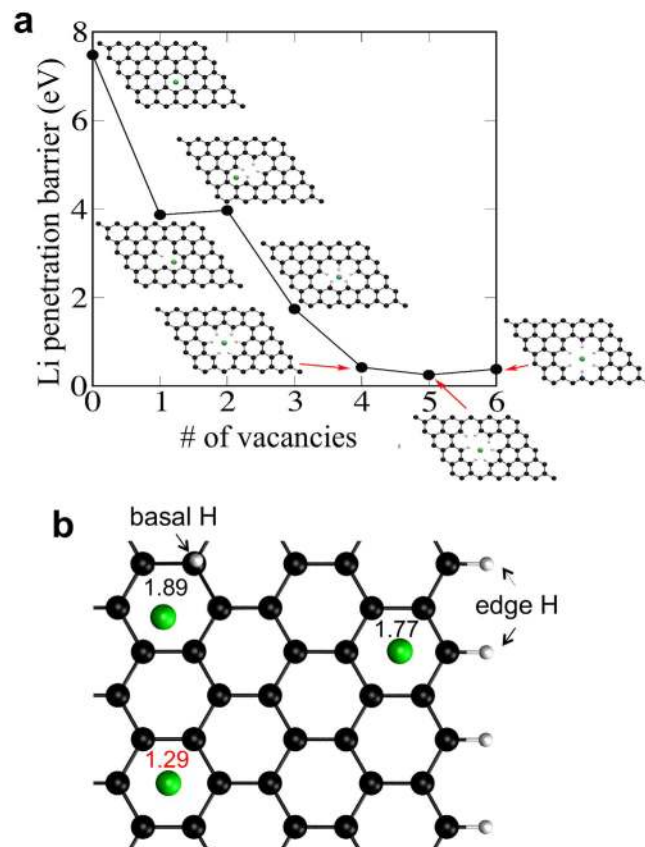 a
8
6
4
2
0
Li penetration barrier (eV)
0 1 2 3 4 5 6
# of vacancies
b
basal H
1.89
edge H
1.77
1.29